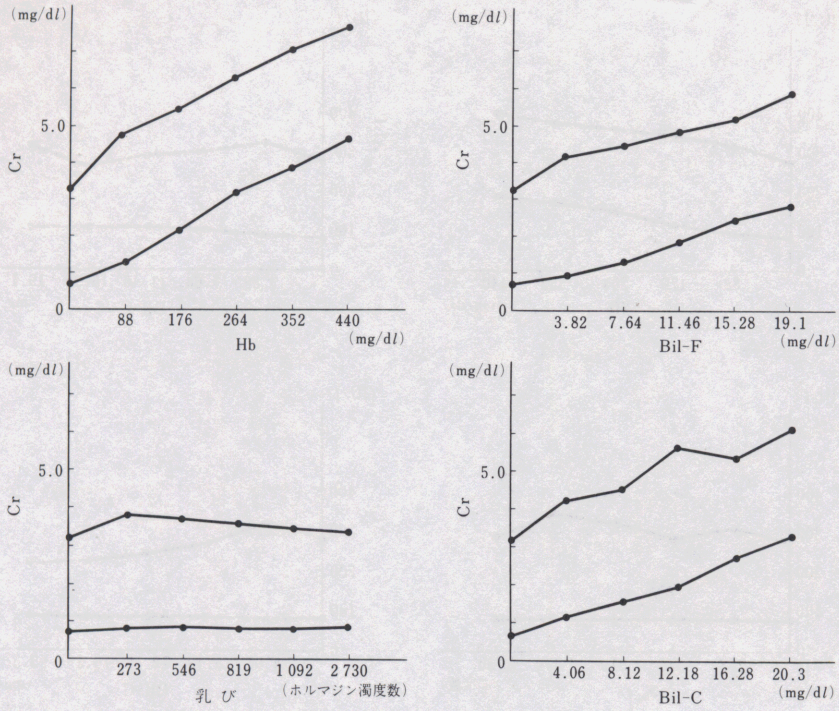 (mg/dl)
5.0
Cr
0
88 176 264 352 440
Hb
(mg/dl)
(mg/dl)
5.0
Cr
0
3.82 7.64 11.46 15.28 19.1
Bil-F
(mg/dl)
(mg/dl)
5.0
Cr
0
273 546 819 1 092 2 730
乳び
(ホルマジン濁度数)
(mg/dl)
5.0
Cr
0
4.06 8.12 12.18 16.28 20.3
Bil-C
(mg/dl)